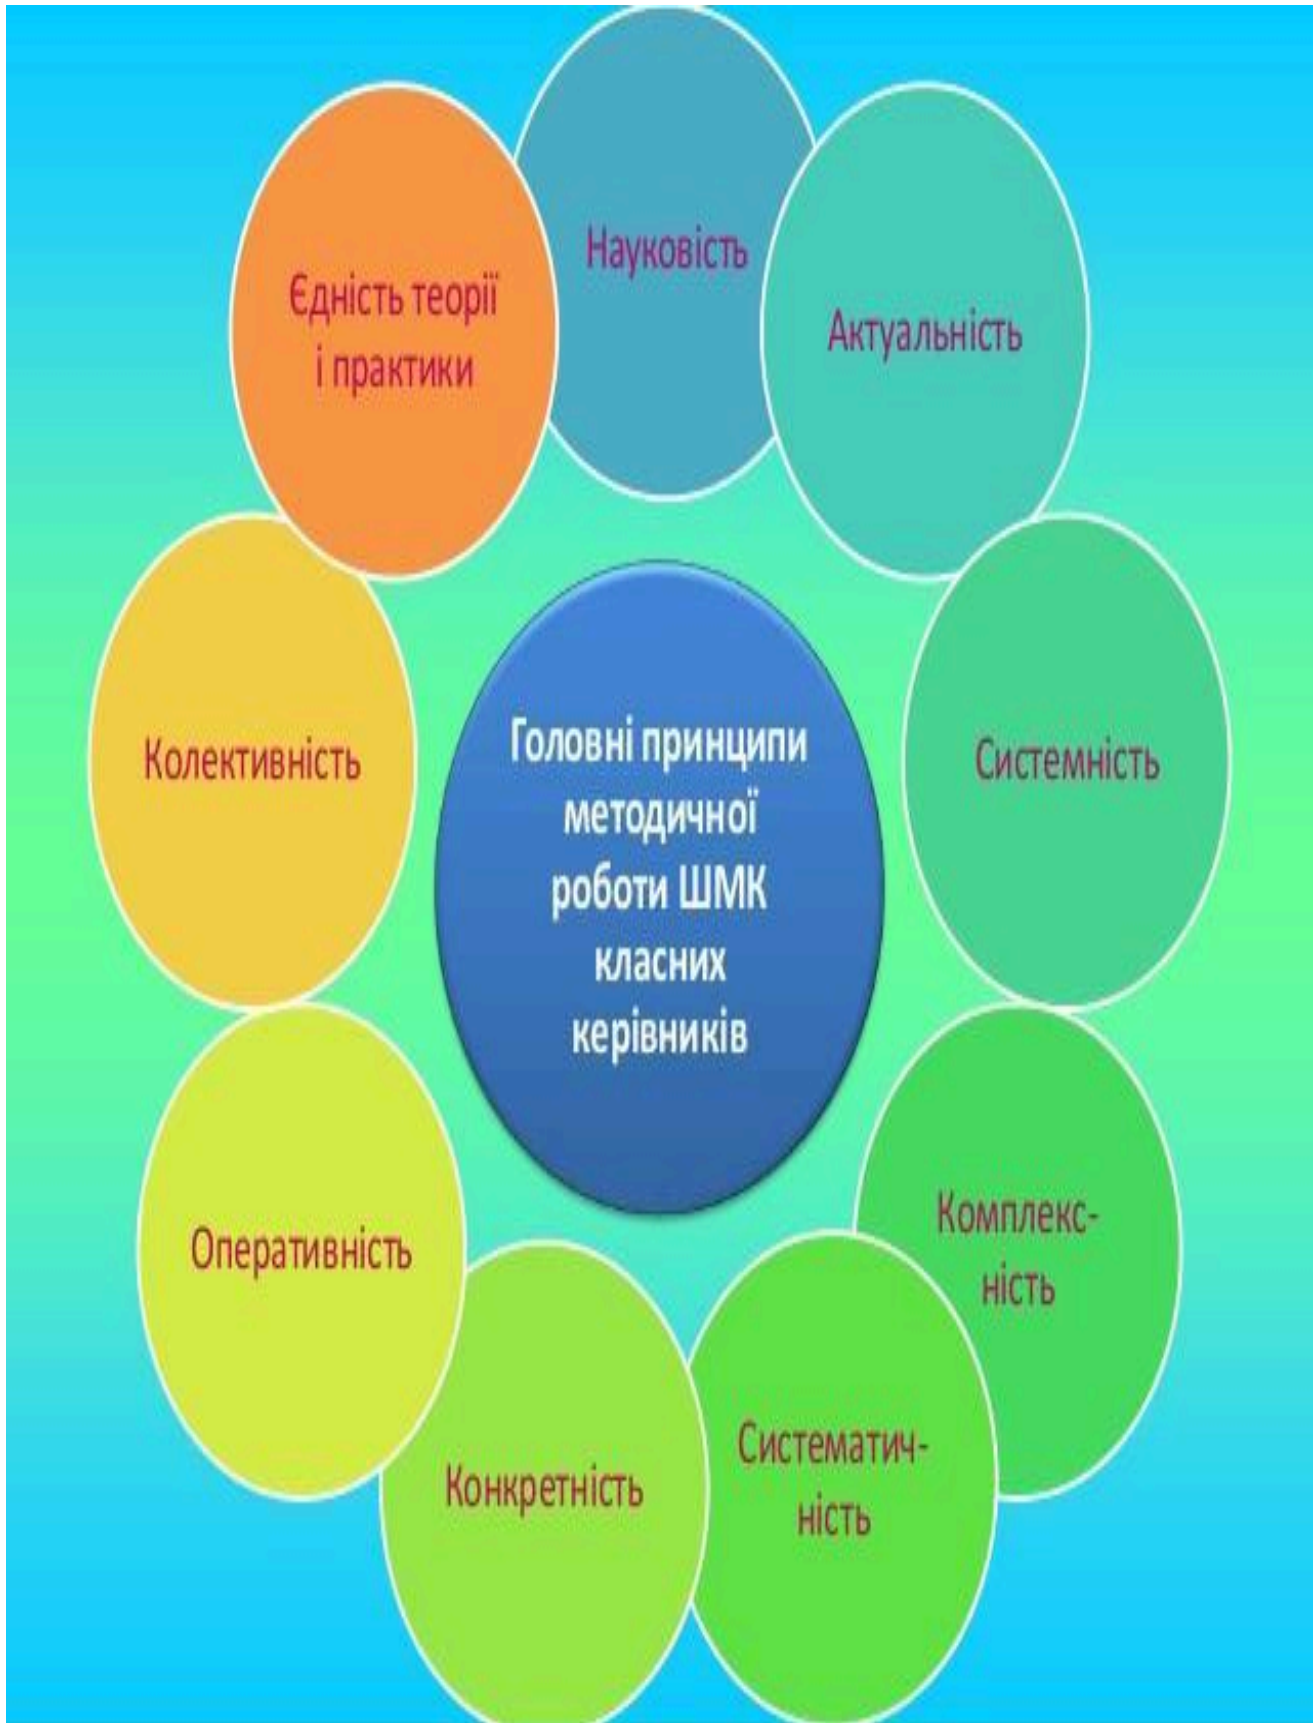 Науковість
Актуальність
Системність
Комплекс-
ність
Систематич-
ність
Конкретність
Оперативність
Колективність
Єдність теорії
і практики
Головні принципи
методичної
роботи ШМК
класних
керівників